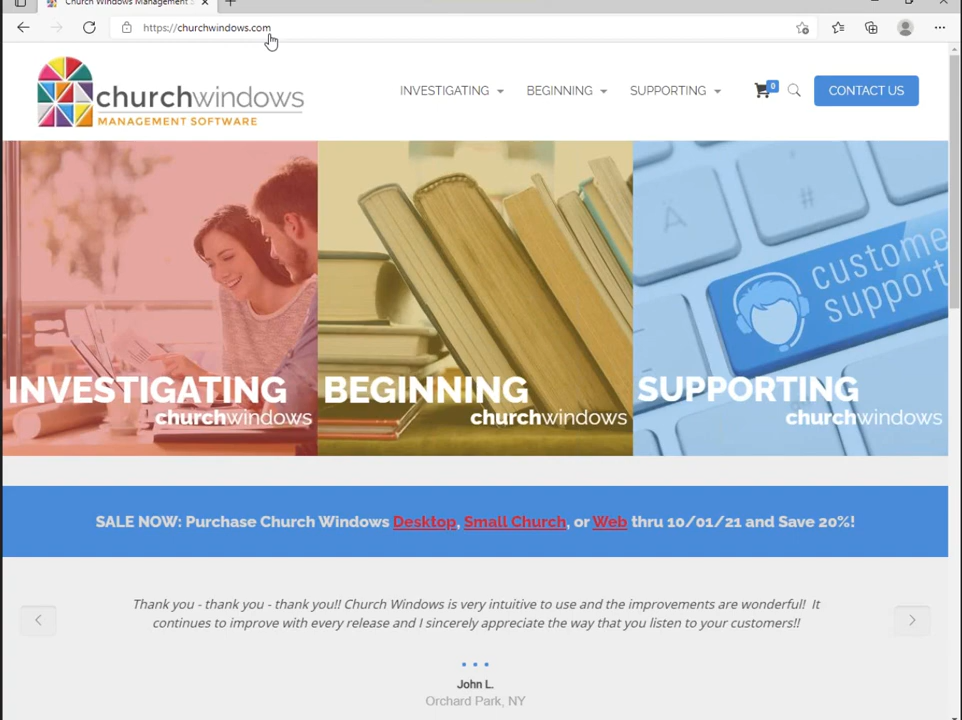 Church Windows Management
https://churchwindows.com
churchwindows
MANAGEMENT SOFTWARE
INVESTIGATING
BEGINNING
SUPPORTING
0
CONTACT US
A
#
customer
support
INVESTIGATING
churchwindows
BEGINNING
churchwindows
SUPPORTING
churchwindows
SALE NOW: Purchase Church Windows Desktop, Small Church, or Web thru 10/01/21 and Save 20%!
Thank you - thank you - thank you!! Church Windows is very intuitive to use and the improvements are wonderful! It
continues to improve with every release and I sincerely appreciate the way that you listen to your customers!!
John L.
Orchard Park, NY